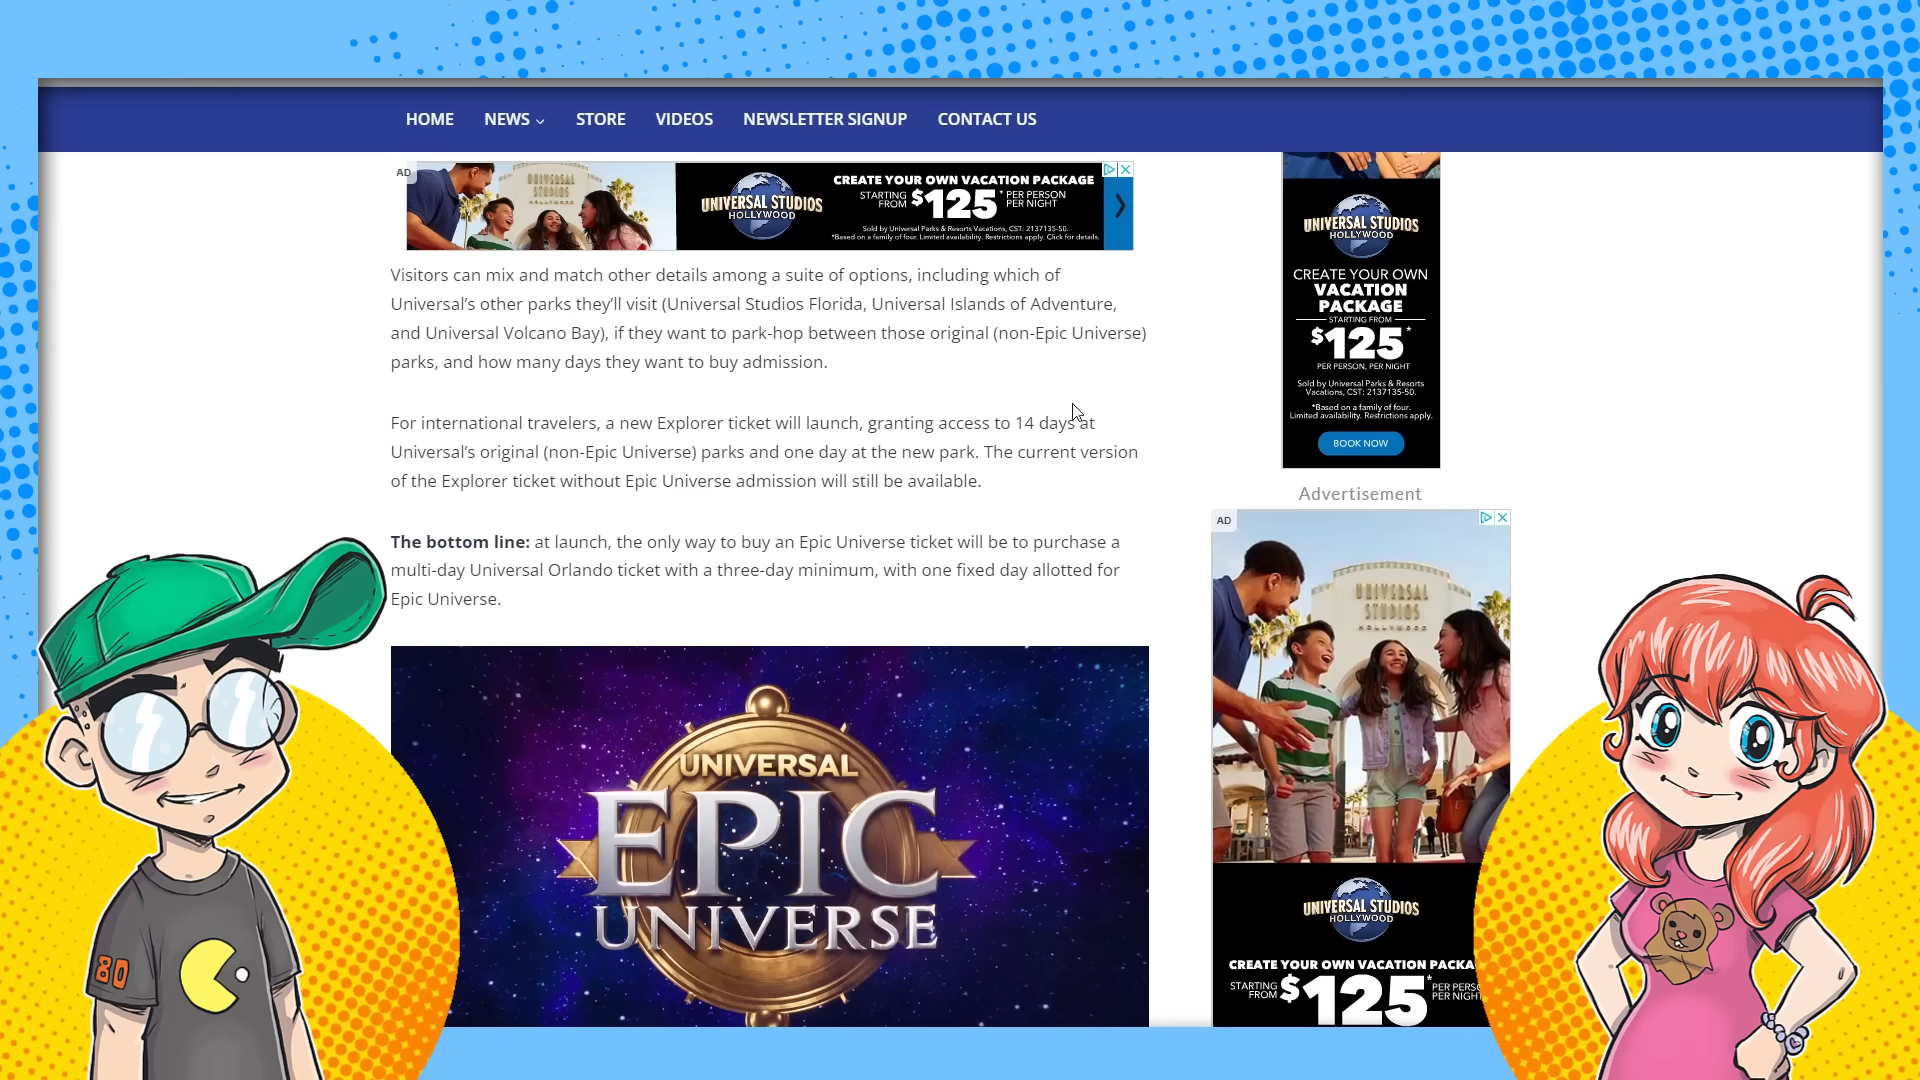 HOME NEWS STORE VIDEOS NEWSLETTER SIGNUP CONTACT US
AD
UNIVERSAL
STUDIOS
UNIVERSAL STUDIOS
HOLLYWOOD
CREATE YOUR OWN VACATION PACKAGE
STARTING
FROM
$125*
PER PERSON
PER NIGHT
Sold by Universal Parks & Resorts Vacations, CST: 2137135-50.
*Based on a family of four. Limited availability. Restrictions apply. Click for details.
Visitors can mix and match other details among a suite of options, including which of
Universal’s other parks they’ll visit (Universal Studios Florida, Universal Islands of Adventure,
and Universal Volcano Bay), if they want to park-hop between those original (non-Epic Universe)
parks, and how many days they want to buy admission.
For international travelers, a new Explorer ticket will launch, granting access to 14 days at
Universal’s original (non-Epic Universe) parks and one day at the new park. The current version
of the Explorer ticket without Epic Universe admission will still be available.
The bottom line: at launch, the only way to buy an Epic Universe ticket will be to purchase a
multi-day Universal Orlando ticket with a three-day minimum, with one fixed day allotted for
Epic Universe.
UNIVERSAL
EPIC
UNIVERSE
UNIVERSAL STUDIOS
HOLLYWOOD
CREATE YOUR OWN
VACATION
PACKAGE
STARTING FROM
$125*
PER PERSON, PER NIGHT
Sold by Universal Parks & Resorts
Vacations, CST: 2137135-50.
*Based on a family of four.
Limited availability. Restrictions apply.
BOOK NOW
Advertisement
AD
UNIVERSAL
STUDIOS
HOLLYWOOD
UNIVERSAL STUDIOS
HOLLYWOOD
CREATE YOUR OWN VACATION PACKA
STARTING
FROM
$125*
PER PERS
PER NIGH
80